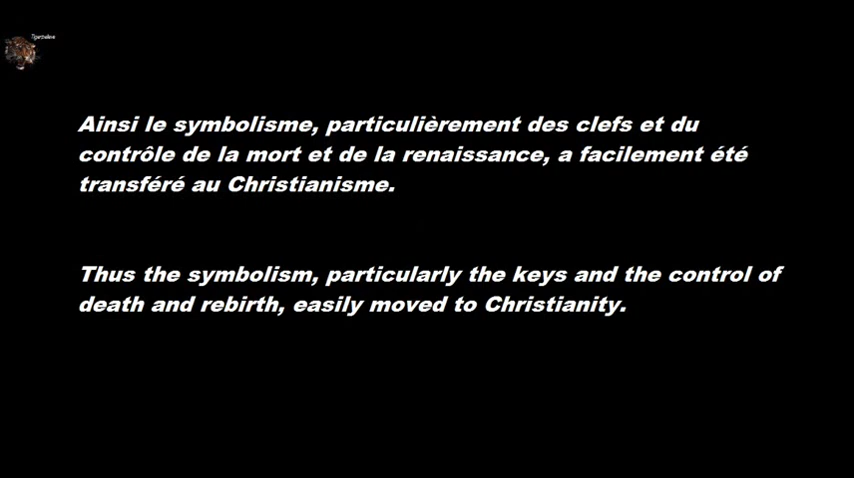 Ainsi le symbolisme, particulièrement des clefs et du
contrôle de la mort et de la renaissance, a facilement été
transféré au Christianisme.
Thus the symbolism, particularly the keys and the control of
death and rebirth, easily moved to Christianity.